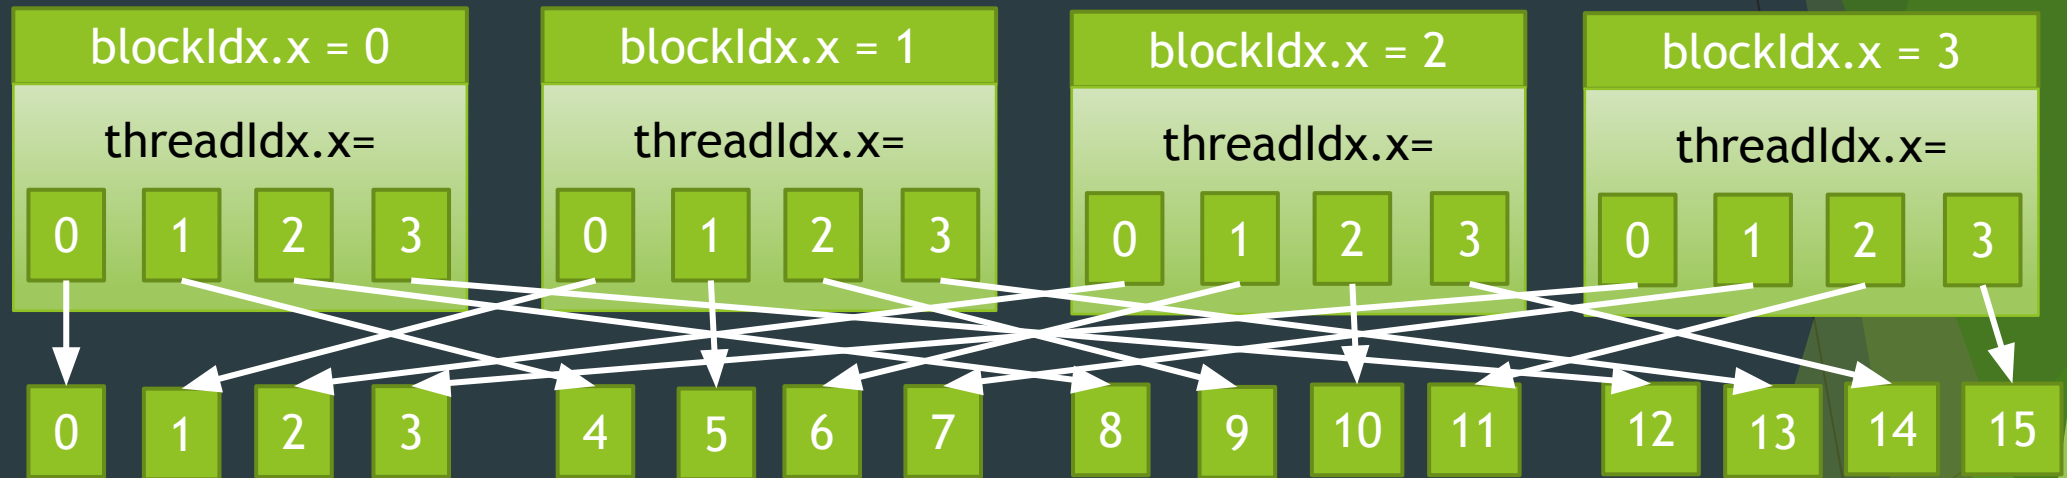 blockIdx.x = 0 blockIdx.x = 1 blockIdx.x = 2 blockIdx.x = 3
threadIdx.x= threadIdx.x= threadIdx.x= threadIdx.x=
0 1 2 3 0 1 2 3 0 1 2 3 0 1 2 3
0 1 2 3 4 5 6 7 8 9 10 11 12 13 14 15